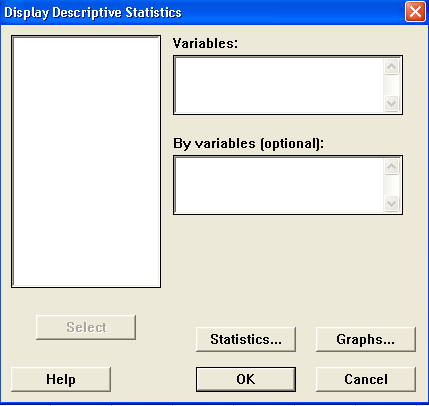 Display Descriptive Statistics
Variables:
By variables (optional):
Select
Statistics...
Graphs...
Help
OK
Cancel